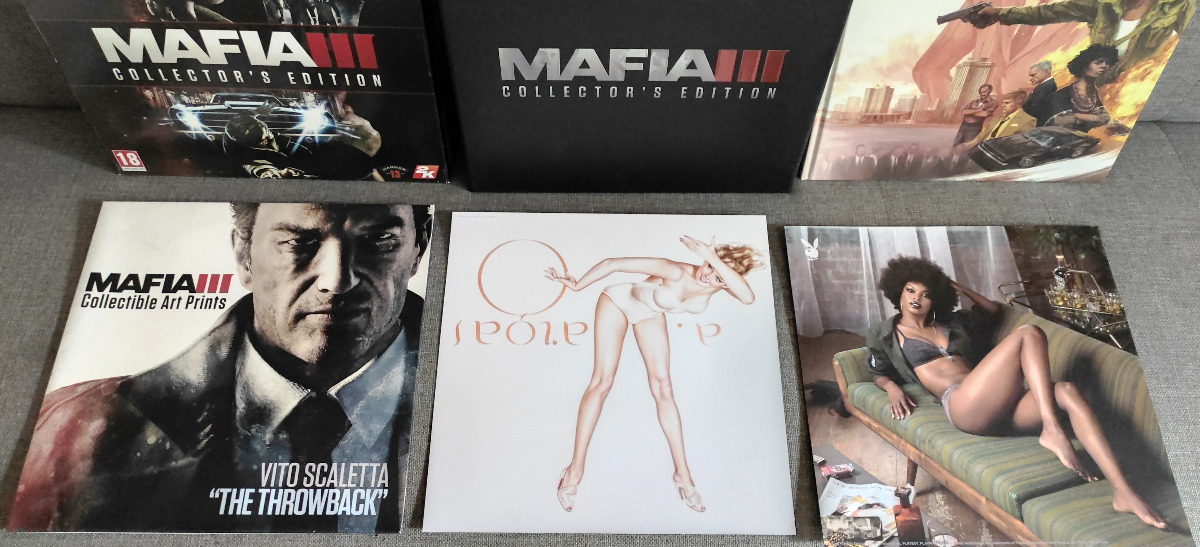 MAFIA III
COLLECTOR'S EDITION
18
2K
MAFIA III
COLLECTOR'S EDITION
MAFIA III
Collectible Art Prints
VITO SCALETTA
“THE THROWBACK”